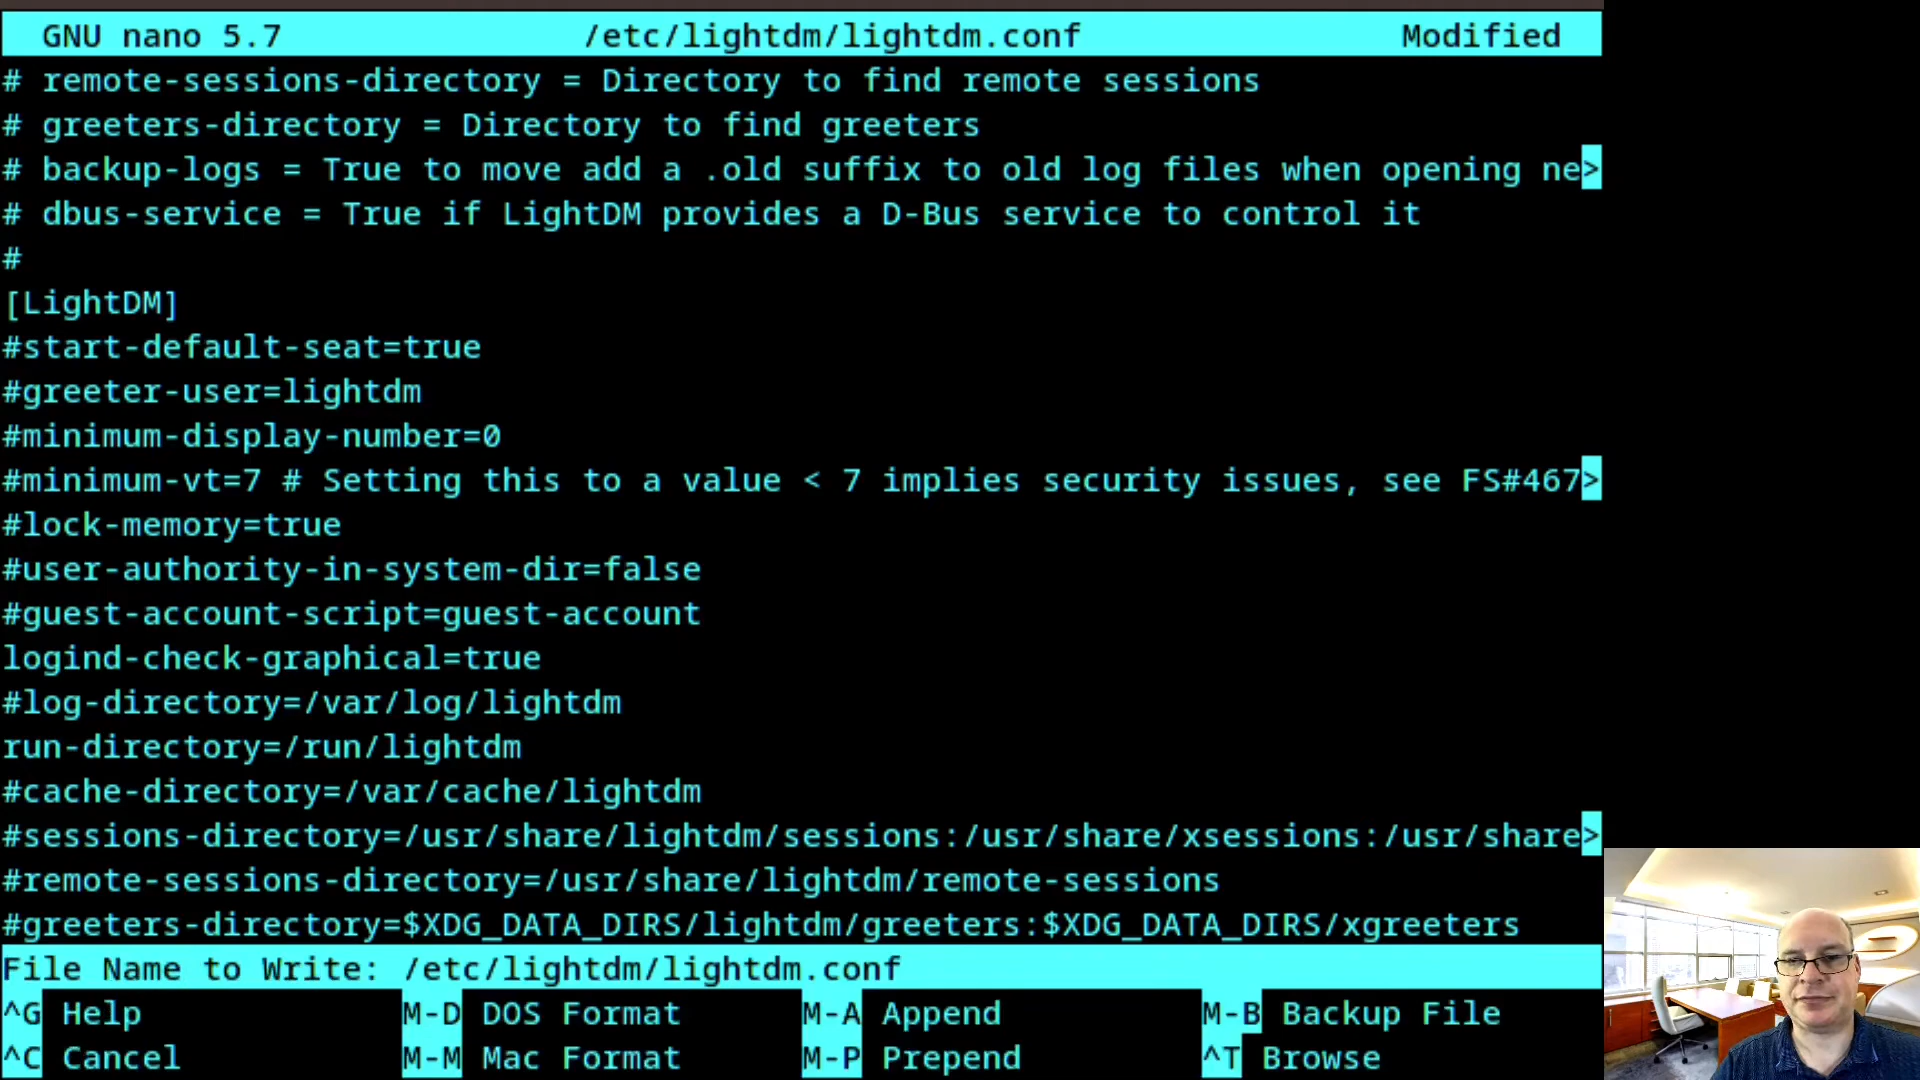 GNU nano 5.7 /etc/lightdm/lightdm.conf Modified
# remote-sessions-directory = Directory to find remote sessions
# greeters-directory = Directory to find greeters
# backup-logs = True to move add a .old suffix to old log files when opening ne>
# dbus-service = True if LightDM provides a D-Bus service to control it
#
[LightDM]
#start-default-seat=true
#greeter-user=lightdm
#minimum-display-number=0
#minimum-vt=7 # Setting this to a value < 7 implies security issues, see FS#467>
#lock-memory=true
#user-authority-in-system-dir=false
#guest-account-script=guest-account
logind-check-graphical=true
#log-directory=/var/log/lightdm
run-directory=/run/lightdm
#cache-directory=/var/cache/lightdm
#sessions-directory=/usr/share/lightdm/sessions:/usr/share/xsessions:/usr/share>
#remote-sessions-directory=/usr/share/lightdm/remote-sessions
#greeters-directory=$XDG_DATA_DIRS/lightdm/greeters:$XDG_DATA_DIRS/xgreeters
File Name to Write: /etc/lightdm/lightdm.conf
^G Help M-D DOS Format M-A Append M-B Backup File
^C Cancel M-M Mac Format M-P Prepend ^T Browse